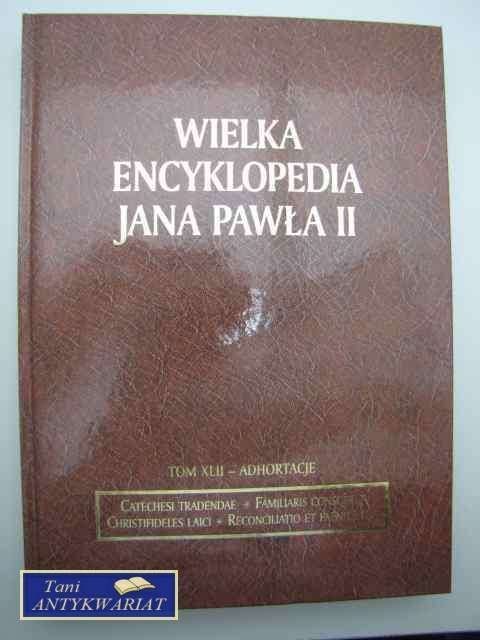 WIELKA
ENCYKLOPEDIA
JANA PAWŁA II
TOM XLII – ADHORTACJE
CATECHESI TRADENDAE + FAMILIARIS
CHRISTIFIDELES LAICI + RECONCILIATIO ET
Tani
ANTYKWARIAT